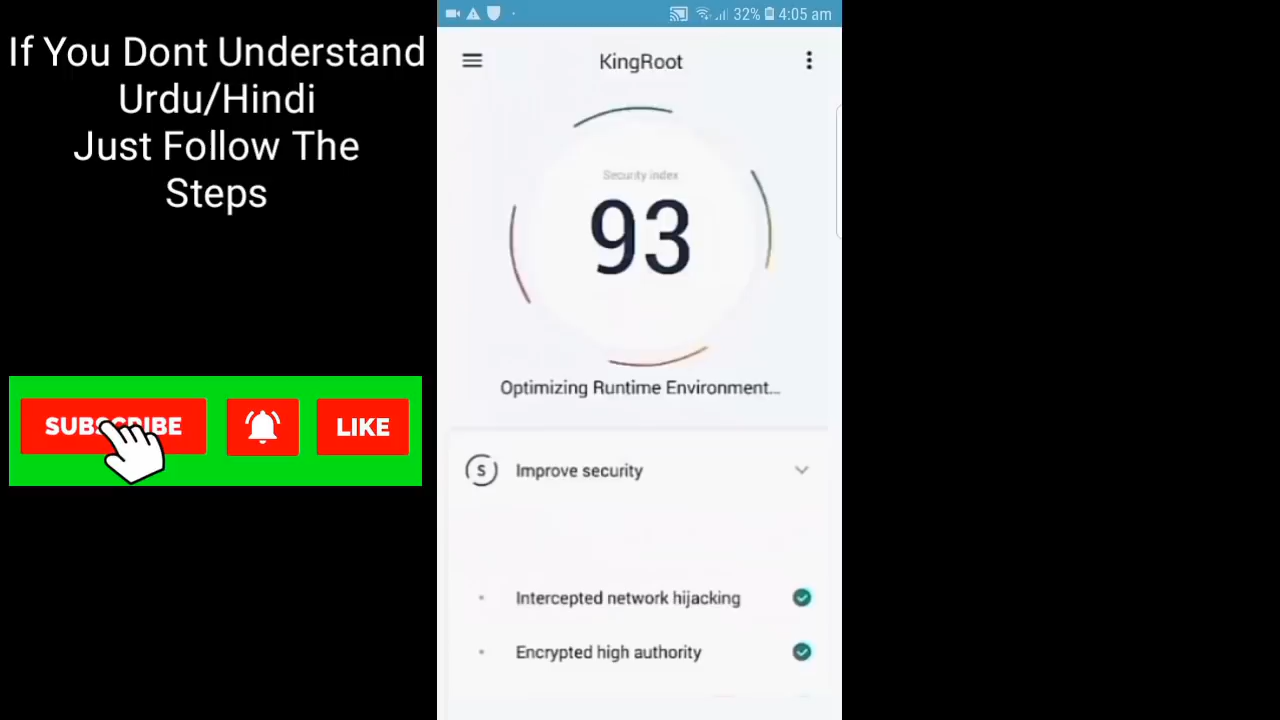 If You Dont Understand
Urdu/Hindi
Just Follow The
Steps
SUBSCRIBE
LIKE
32% 4:05 am
KingRoot
Security index
93
Optimizing Runtime Environment...
S Improve security
Intercepted network hijacking
Encrypted high authority